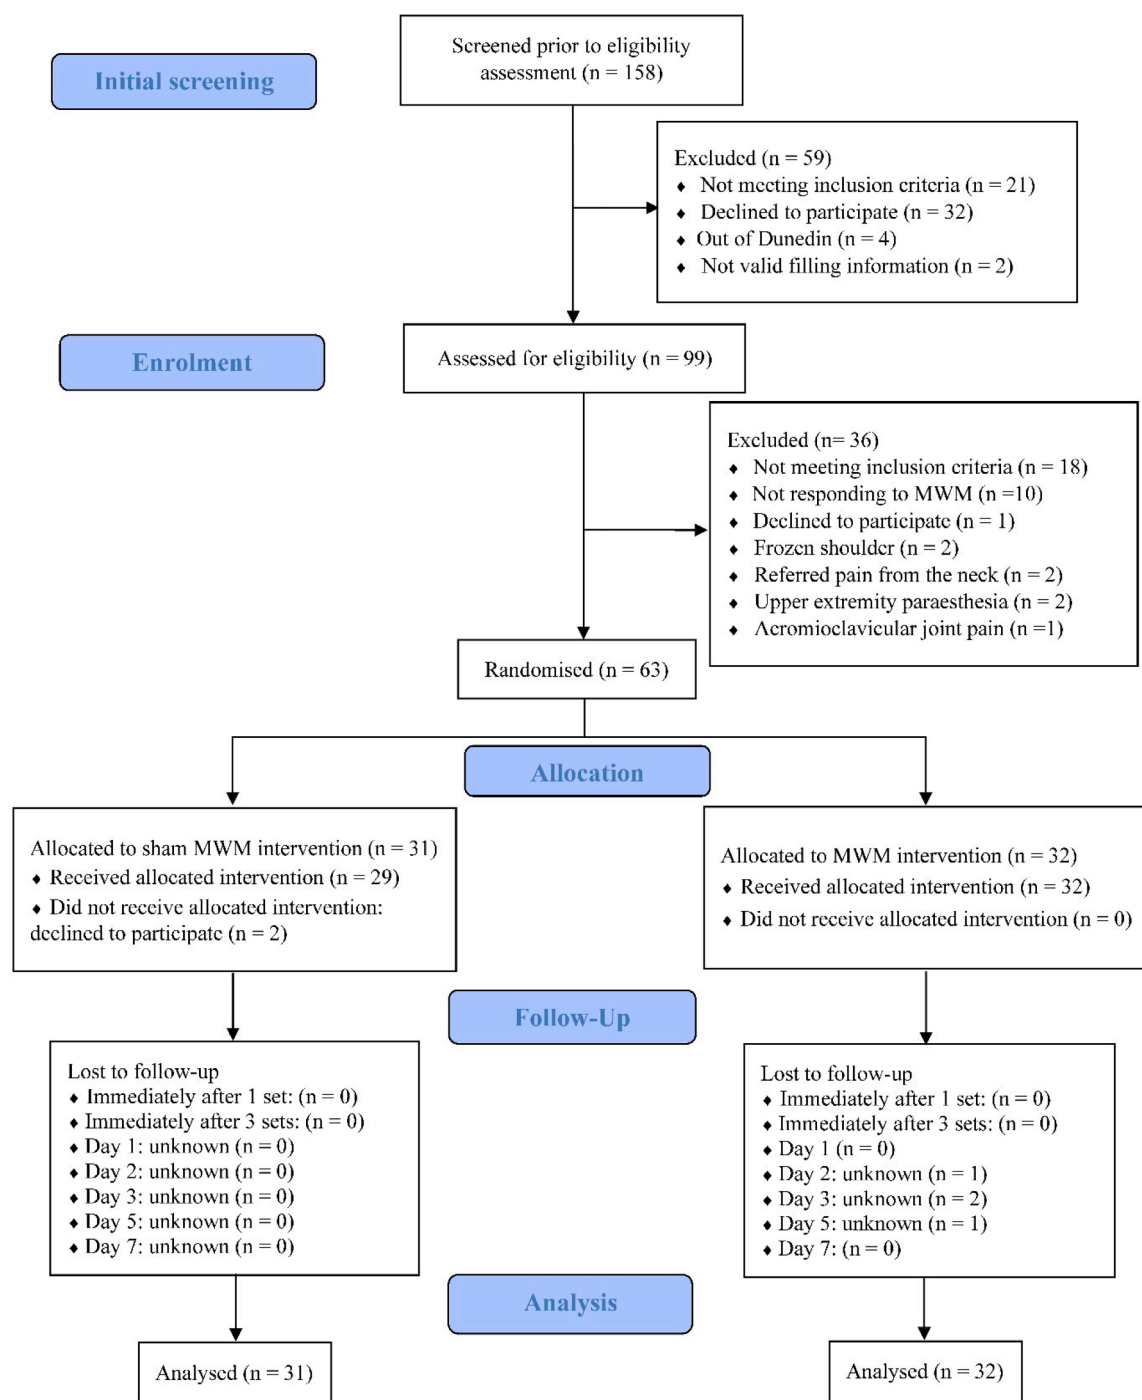 Initial screening
Screened prior to eligibility
assessment (n = 158)
Excluded (n = 59)
♦ Not meeting inclusion criteria (n = 21)
♦ Declined to participate (n = 32)
♦ Out of Dunedin (n = 4)
♦ Not valid filling information (n = 2)
Enrolment
Assessed for eligibility (n = 99)
Excluded (n= 36)
♦ Not meeting inclusion criteria (n = 18)
♦ Not responding to MWM (n =10)
♦ Declined to participate (n = 1)
♦ Frozen shoulder (n = 2)
♦ Referred pain from the neck (n = 2)
♦ Upper extremity paraesthesia (n = 2)
♦ Acromioclavicular joint pain (n =1)
Randomised (n = 63)
Allocation
Allocated to sham MWM intervention (n = 31)
♦ Received allocated intervention (n = 29)
♦ Did not receive allocated intervention:
declined to participate (n = 2)
Allocated to MWM intervention (n = 32)
♦ Received allocated intervention (n = 32)
♦ Did not receive allocated intervention (n = 0)
Follow-Up
Lost to follow-up
♦ Immediately after 1 set: (n = 0)
♦ Immediately after 3 sets: (n = 0)
♦ Day 1: unknown (n = 0)
♦ Day 2: unknown (n = 0)
♦ Day 3: unknown (n = 0)
♦ Day 5: unknown (n = 0)
♦ Day 7: unknown (n = 0)
Lost to follow-up
♦ Immediately after 1 set: (n = 0)
♦ Immediately after 3 sets: (n = 0)
♦ Day 1 (n = 0)
♦ Day 2: unknown (n = 1)
♦ Day 3: unknown (n = 2)
♦ Day 5: unknown (n = 1)
♦ Day 7: (n = 0)
Analysis
Analysed (n = 31)
Analysed (n = 32)